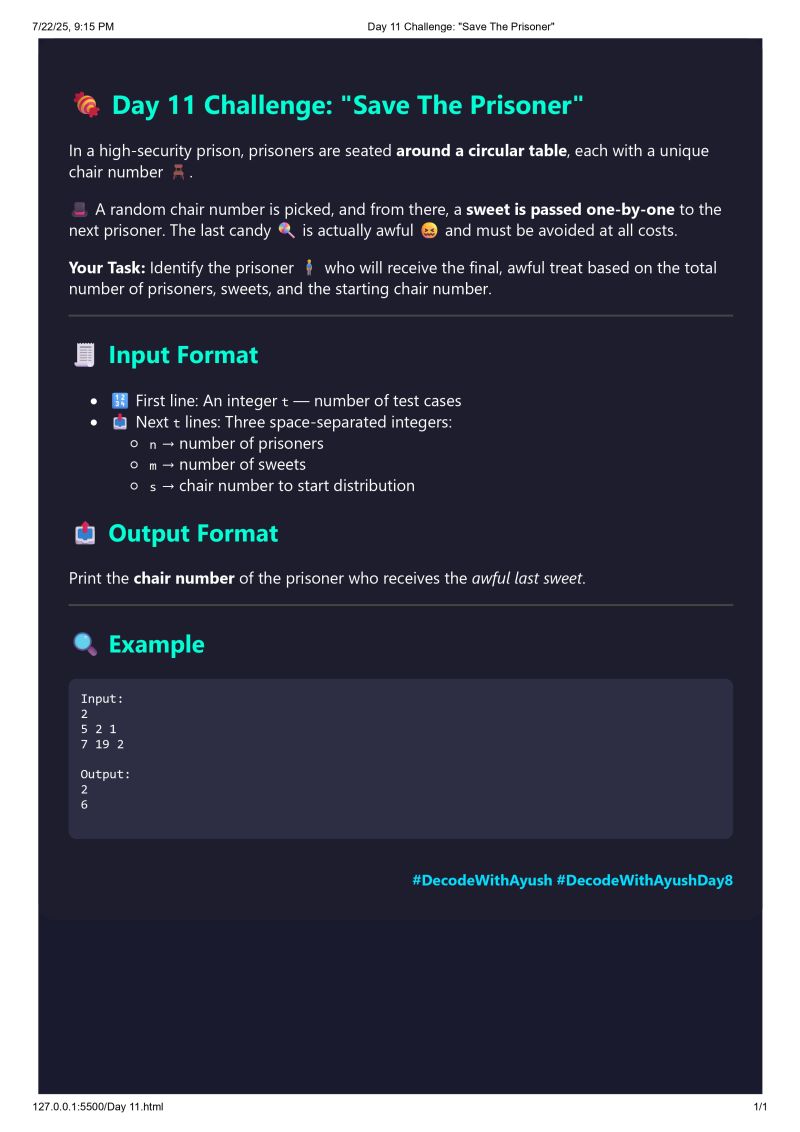 7/22/25, 9:15 PM Day 11 Challenge: "Save The Prisoner"
🍬 Day 11 Challenge: "Save The Prisoner"
In a high-security prison, prisoners are seated around a circular table, each with a unique
chair number 🪑.
🎩 A random chair number is picked, and from there, a sweet is passed one-by-one to the
next prisoner. The last candy 🍭 is actually awful 😖 and must be avoided at all costs.
Your Task: Identify the prisoner 🧍 who will receive the final, awful treat based on the total
number of prisoners, sweets, and the starting chair number.
🧾 Input Format
• 🔢 First line: An integer t — number of test cases
• 📥 Next t lines: Three space-separated integers:
○ n → number of prisoners
○ m → number of sweets
○ s → chair number to start distribution
📤 Output Format
Print the chair number of the prisoner who receives the awful last sweet.
🔍 Example
Input:
2
5 2 1
7 19 2
Output:
2
6
#DecodeWithAyush #DecodeWithAyushDay8
127.0.0.1:5500/Day 11.html 1/1